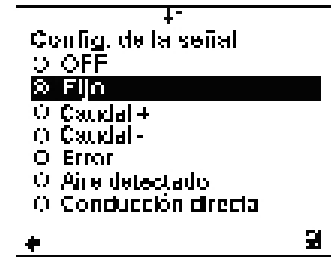 Config. de la señal
OFF
Fijo
Caudal +
Caudal -
Error
Aire detectado
Conducción directa